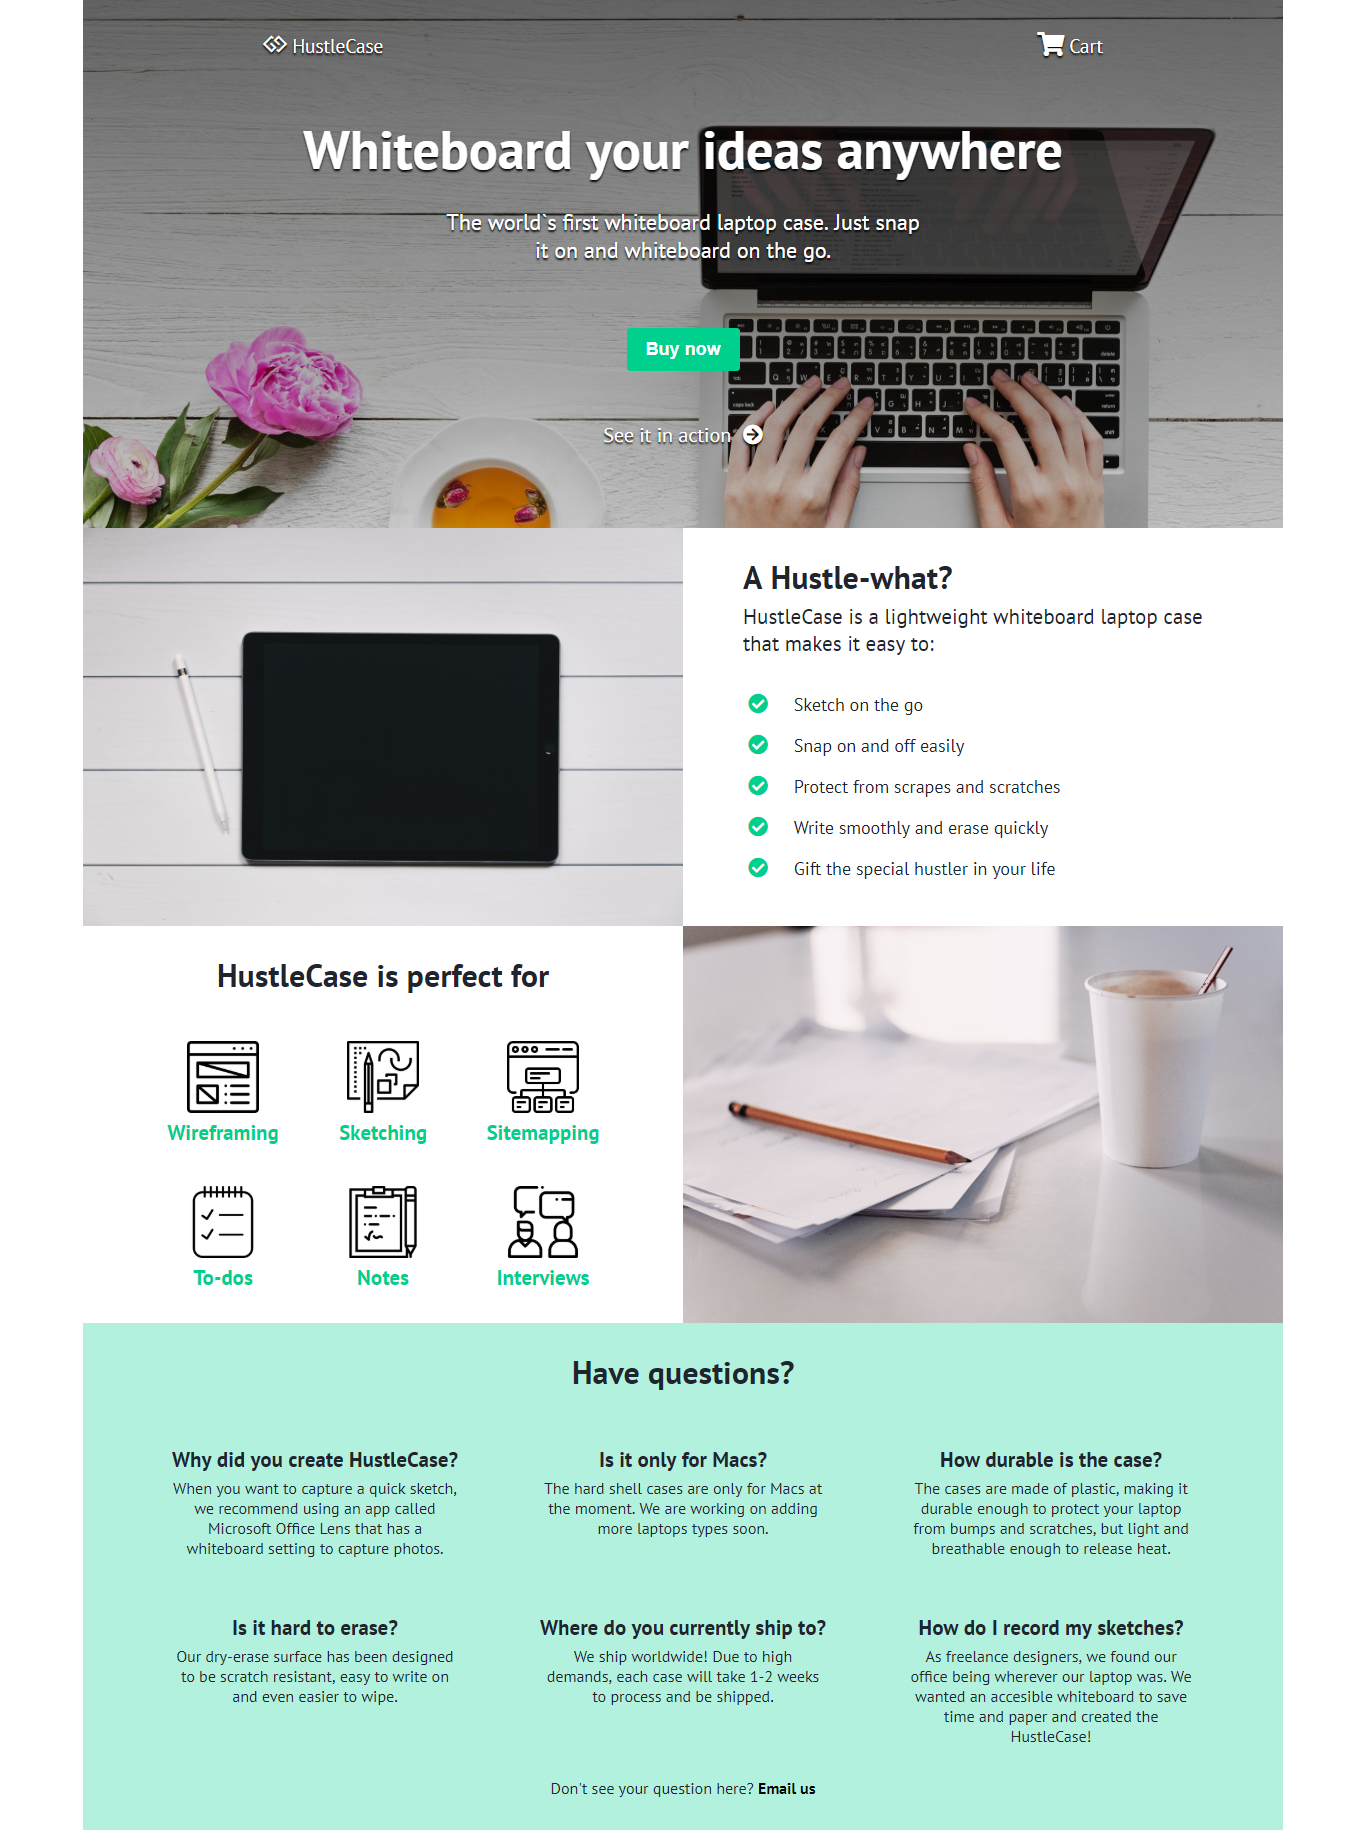 HustleCase
Cart
Whiteboard your ideas anywhere
The world`s first whiteboard laptop case. Just snap
it on and whiteboard on the go.
Buy now
See it in action
A Hustle-what?
HustleCase is a lightweight whiteboard laptop case
that makes it easy to:
Sketch on the go
Snap on and off easily
Protect from scrapes and scratches
Write smoothly and erase quickly
Gift the special hustler in your life
HustleCase is perfect for
Wireframing
Sketching
Sitemapping
To-dos
Notes
Interviews
Have questions?
Why did you create HustleCase?
When you want to capture a quick sketch,
we recommend using an app called
Microsoft Office Lens that has a
whiteboard setting to capture photos.
Is it only for Macs?
The hard shell cases are only for Macs at
the moment. We are working on adding
more laptops types soon.
How durable is the case?
The cases are made of plastic, making it
durable enough to protect your laptop
from bumps and scratches, but light and
breathable enough to release heat.
Is it hard to erase?
Our dry-erase surface has been designed
to be scratch resistant, easy to write on
and even easier to wipe.
Where do you currently ship to?
We ship worldwide! Due to high
demands, each case will take 1-2 weeks
to process and be shipped.
How do I record my sketches?
As freelance designers, we found our
office being wherever our laptop was. We
wanted an accesible whiteboard to save
time and paper and created the
HustleCase!
Don't see your question here? Email us